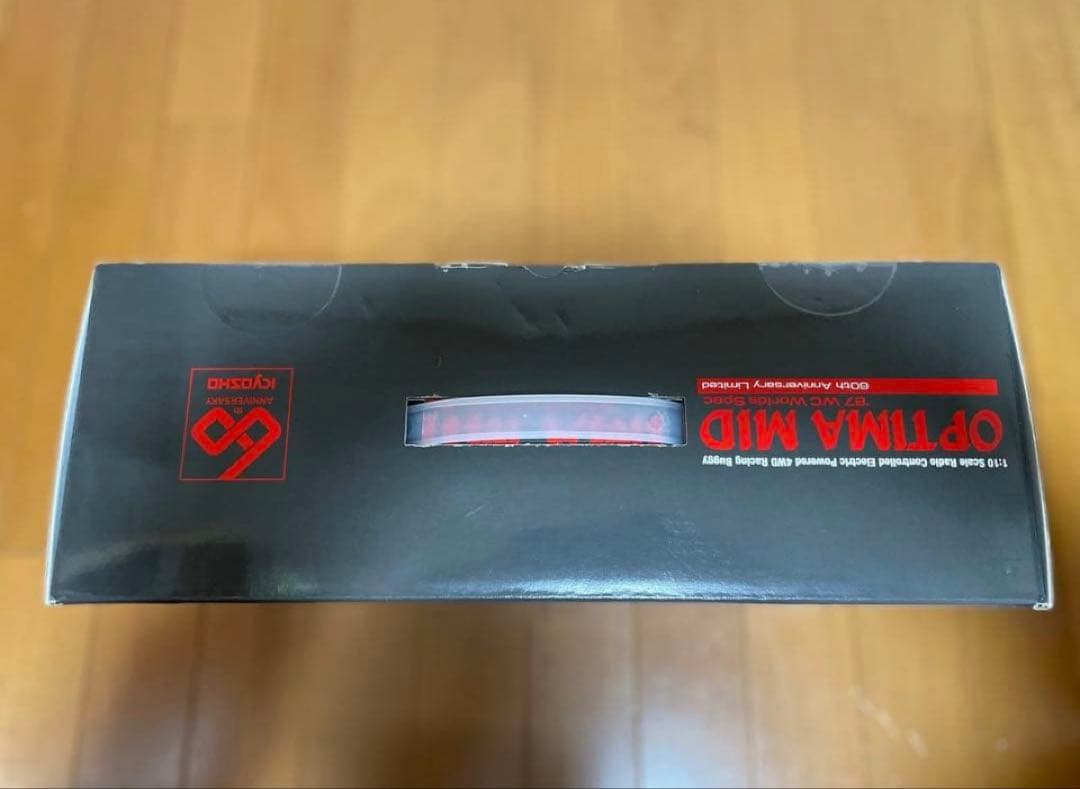 1:10 Scale Radio Controlled Electric Powered 4WD Racing Buggy
OPTIMA MID
'87 WC Worlds Spec
60th Anniversary Limited
60
th
ANNIVERSARY
KYOSHO